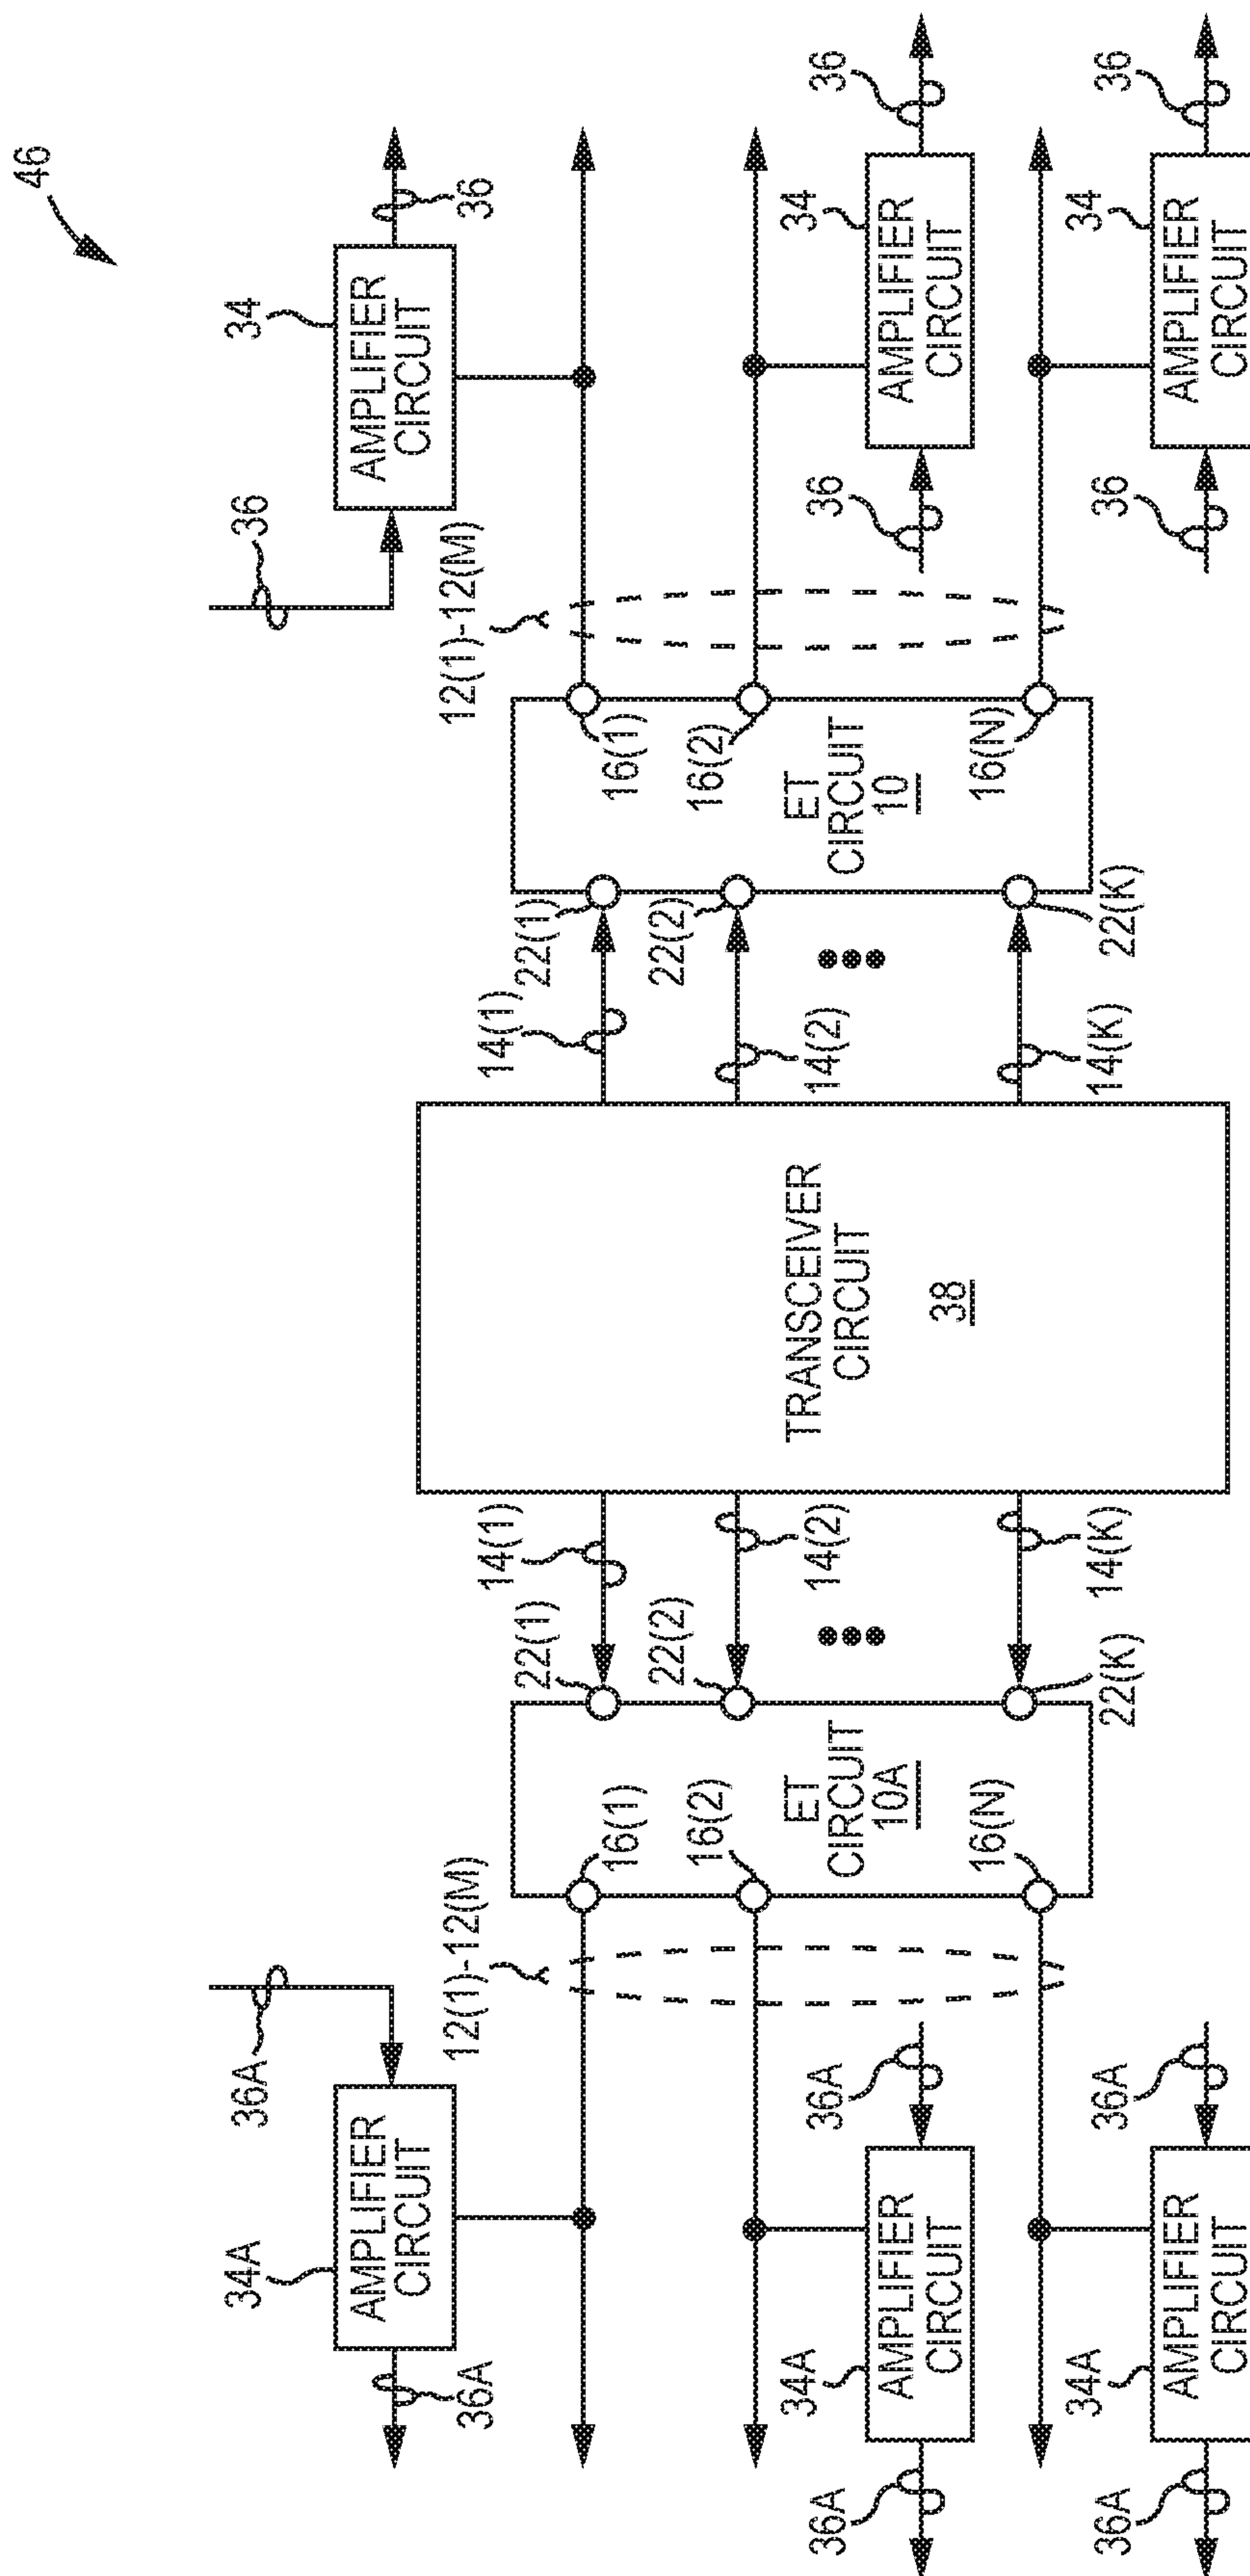 46
34A
36A
36
34
AMPLIFIER
CIRCUIT
AMPLIFIER
CIRCUIT
36A
12(1)-12(M)
14(1)
14(1)
12(1)-12(M)
36
22(1)
22(1)
16(1)
16(1)
22(2)
22(2)
16(2)
16(2)
36A
34A
36A
ET
CIRCUIT
10A
14(2)
TRANSCEIVER
CIRCUIT
38
14(2)
ET
CIRCUIT
10
36
34
36
AMPLIFIER
CIRCUIT
AMPLIFIER
CIRCUIT
16(N)
16(N)
36A
34A
36A
22(K)
14(K)
14(K)
22(K)
36
34
36
AMPLIFIER
CIRCUIT
AMPLIFIER
CIRCUIT